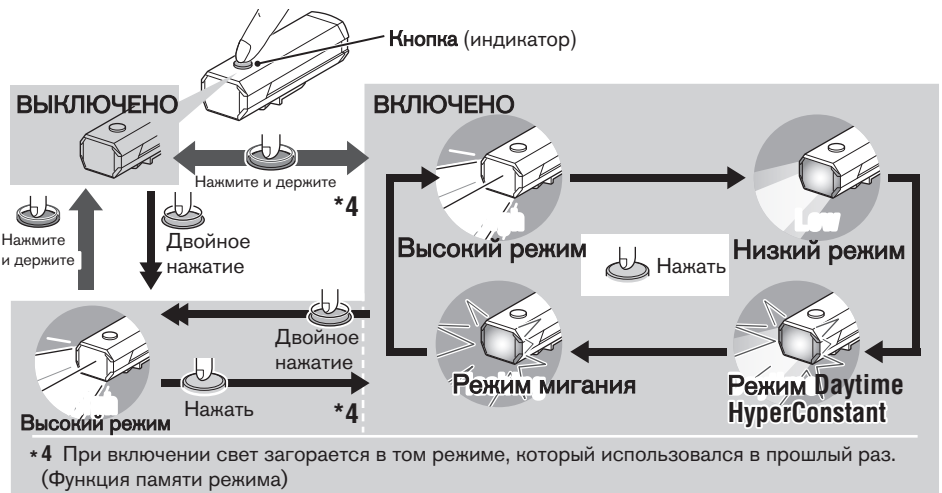 Кнопка (индикатор)
ВЫКЛЮЧЕНО
ВКЛЮЧЕНО
Нажмите и держите
*4
Нажмите
и держите
Двойное
нажатие
Высокий режим
Low
Низкий режим
Нажать
Двойное
нажатие
Режим мигания
Режим Daytime
HyperConstant
Нажать
*4
Высокий режим
*4 При включении свет загорается в том режиме, который использовался в прошлый раз.
(Функция памяти режима)